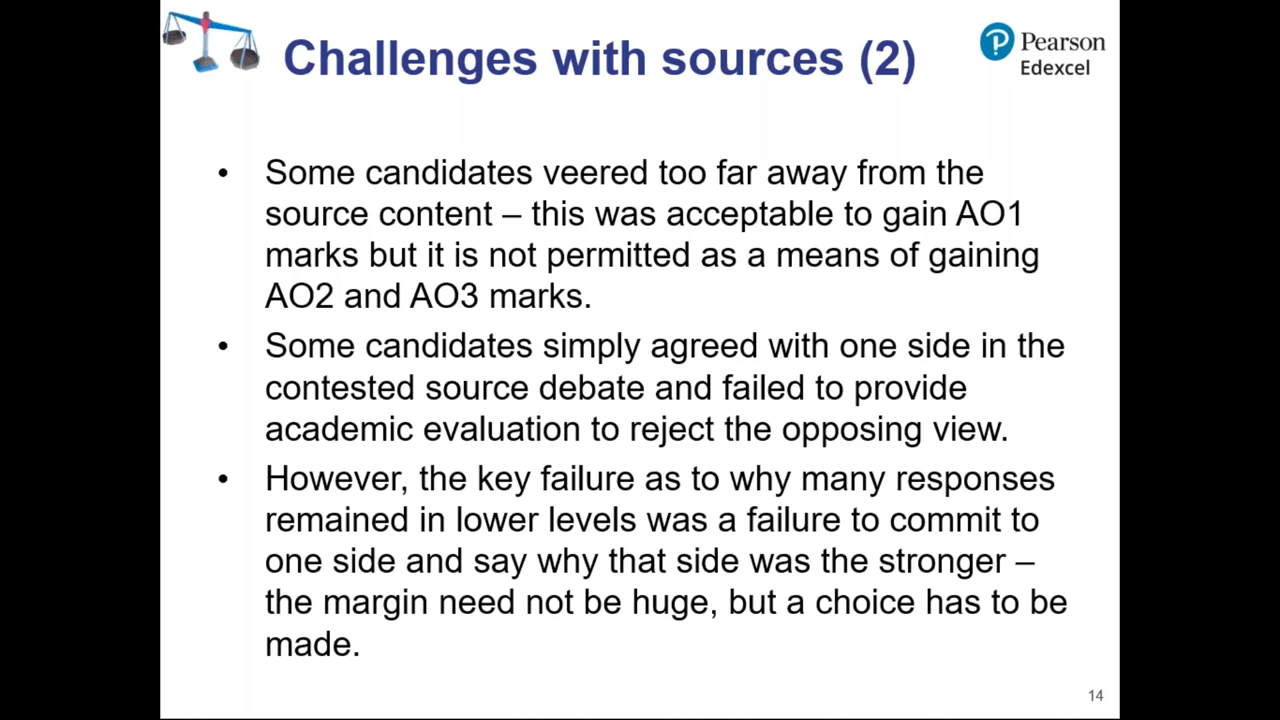 Challenges with sources (2)
Pearson
Edexcel
• Some candidates veered too far away from the
source content – this was acceptable to gain AO1
marks but it is not permitted as a means of gaining
AO2 and AO3 marks.
• Some candidates simply agreed with one side in the
contested source debate and failed to provide
academic evaluation to reject the opposing view.
• However, the key failure as to why many responses
remained in lower levels was a failure to commit to
one side and say why that side was the stronger –
the margin need not be huge, but a choice has to be
made.
14